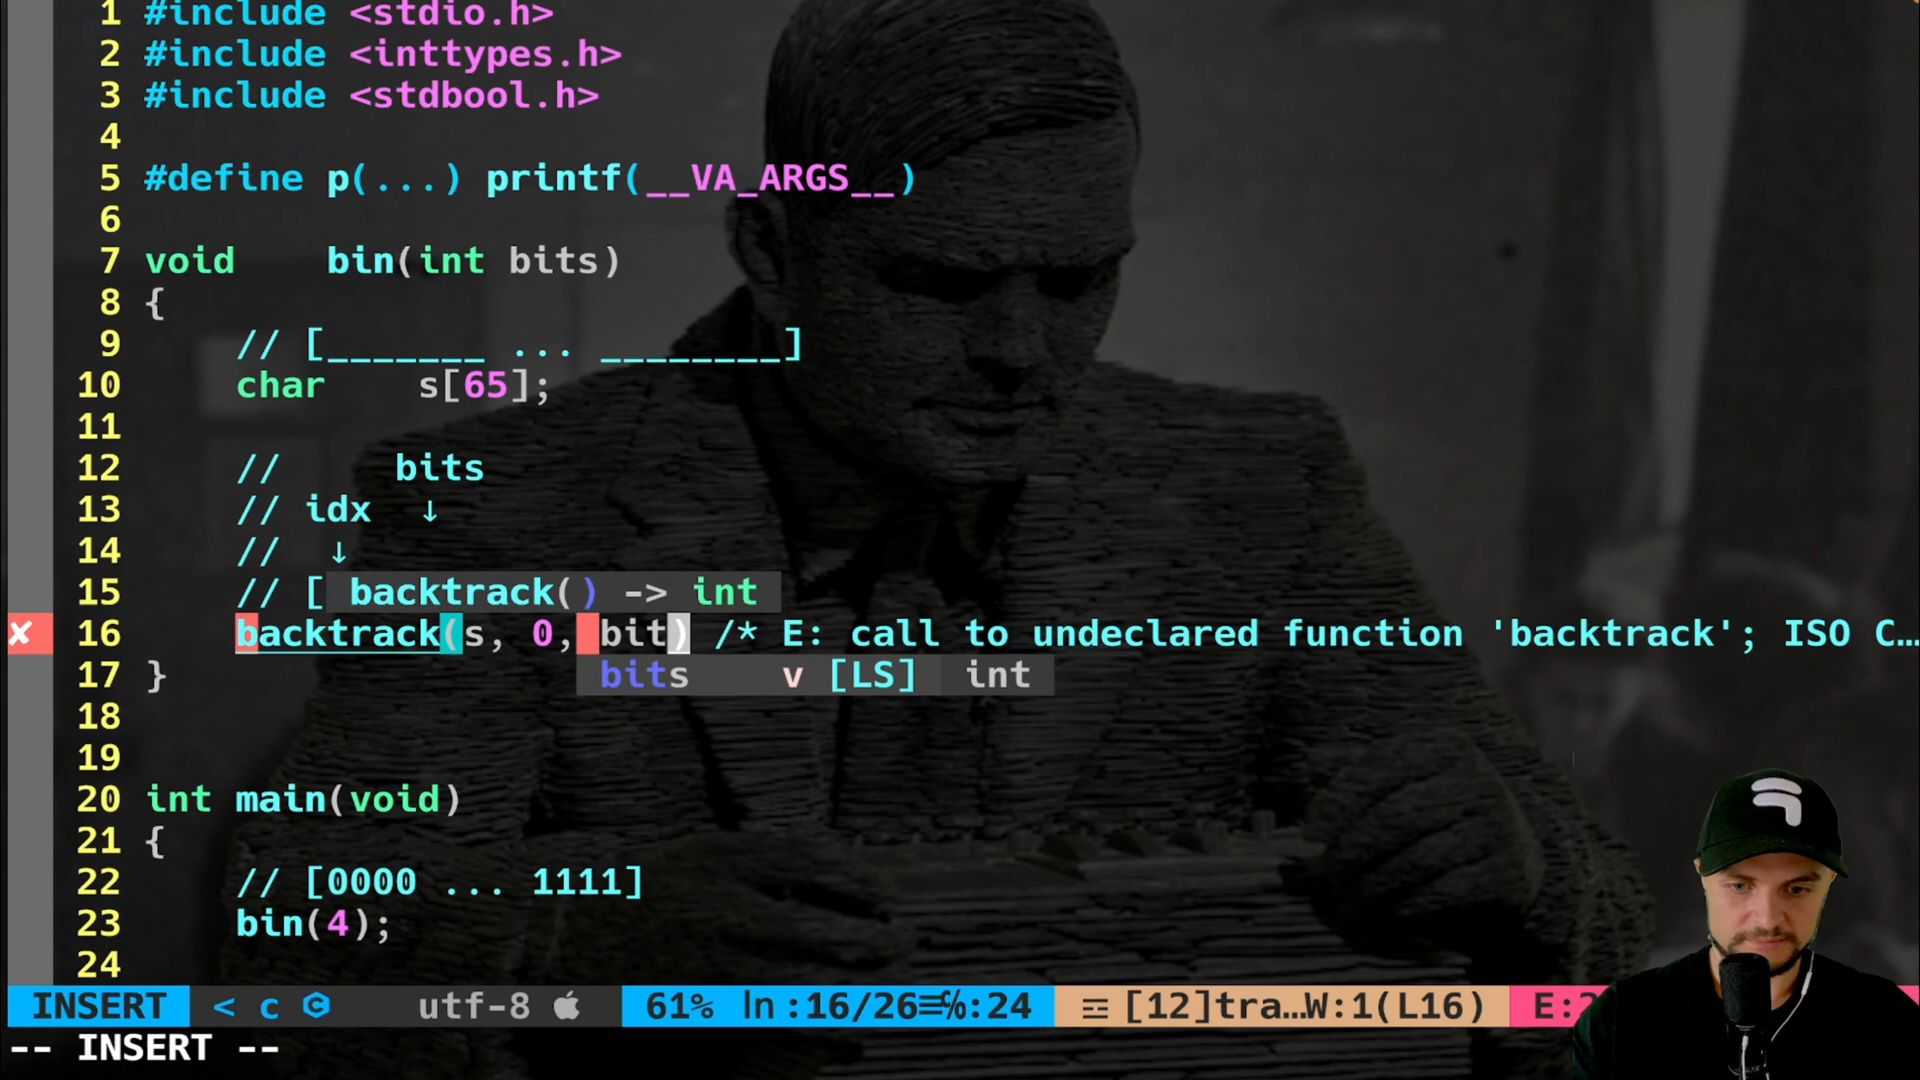 1 #include <stdio.h>
2 #include <inttypes.h>
3 #include <stdbool.h>
4
5 #define p(...) printf(__VA_ARGS__)
6
7 void    bin(int bits)
8 {
9     // [_______ ... ________]
10     char    s[65];
11
12     //     bits
13     // idx  ↓
14     //  ↓
15     // [ backtrack() -> int
✘ 16     backtrack(s, 0, bit) /* E: call to undeclared function 'backtrack'; ISO C…
17 }     bits    v [LS]  int
18
19
20 int main(void)
21 {
22     // [0000 ... 1111]
23     bin(4);
24
INSERT < c utf-8 61% ln :16/26≡℅:24 ☲ [12]tra…W:1(L16) E:2
-- INSERT --